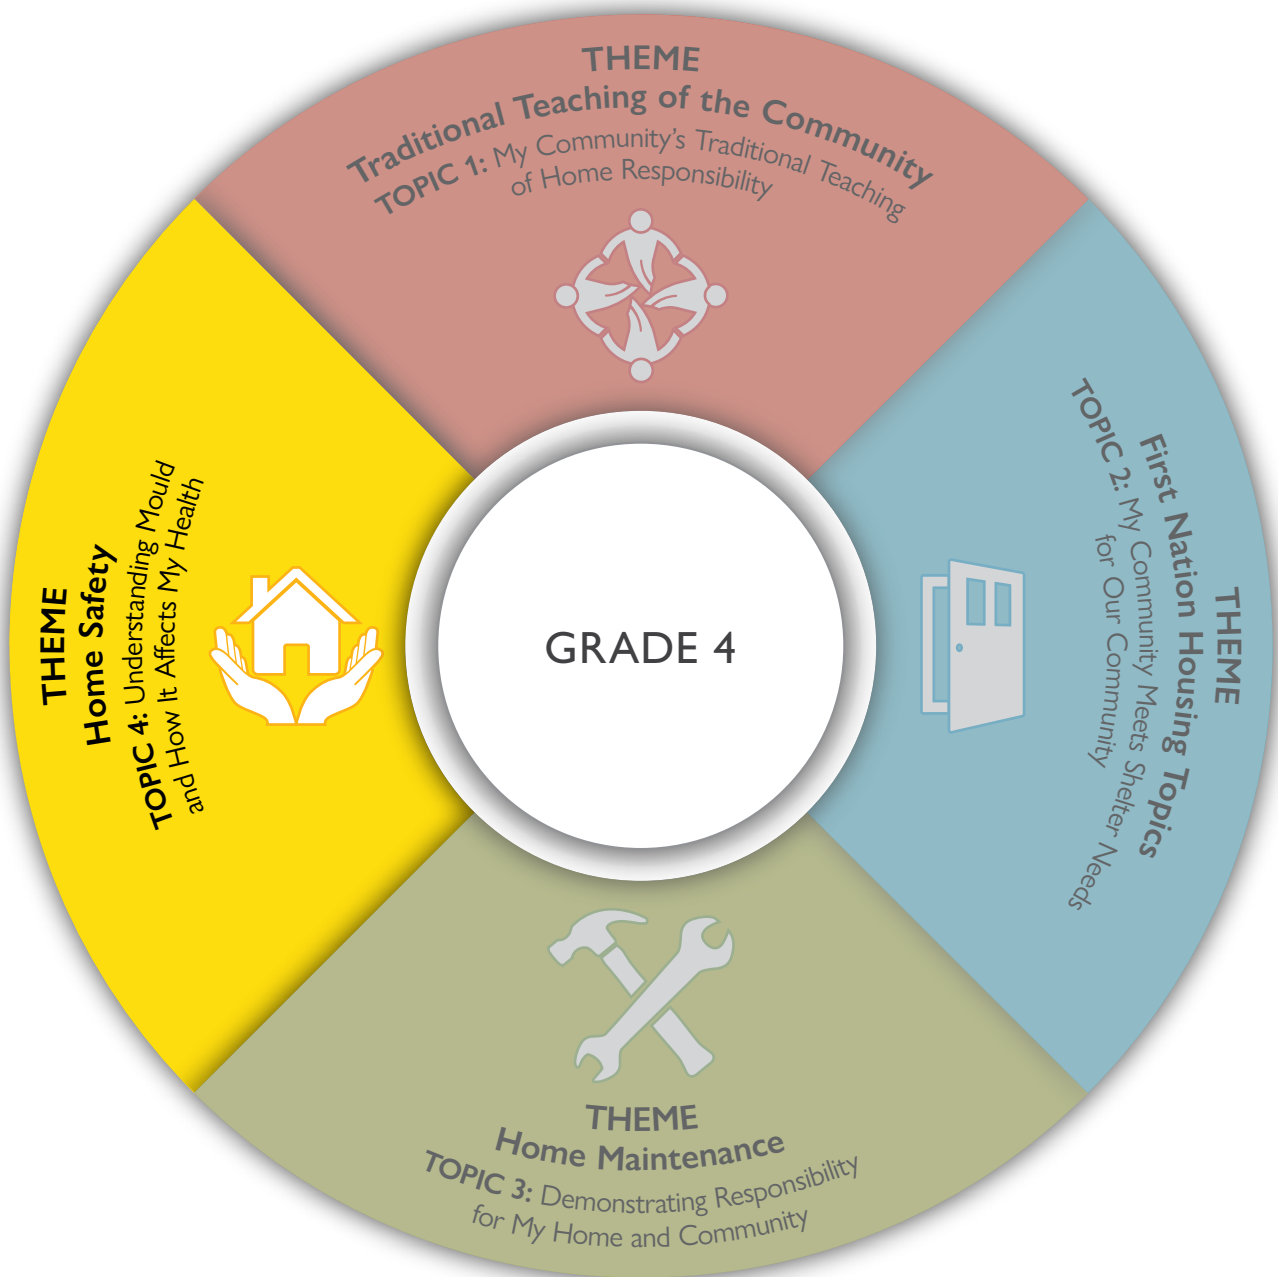 THEME
Traditional Teaching of the Community
TOPIC 1: My Community’s Traditional Teaching
of Home Responsibility
THEME
First Nation Housing Topics
TOPIC 2: My Community Meets Shelter Needs
for Our Community
THEME
Home Maintenance
TOPIC 3: Demonstrating Responsibility
for My Home and Community
THEME
Home Safety
TOPIC 4: Understanding Mould
and How It Affects My Health
GRADE 4